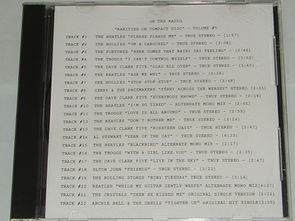 ON THE RADIO
"RARITIES ON COMPACT DISC" - VOLUME #5
TRACK #1 THE BEATLES "PLEASE PLEASE ME" - TRUE STEREO -
TRACK #2 THE HOLLIES "ON A CAROUSEL" - TRUE STEREO -
TRACK #3 THE FORTUNES "HERE COMES THAT RAINY DAY FEELING" -
TRACK #4 THE TROGGS "I CAN'T CONTROL MYSELF" - TRUE STEREO -
TRACK #5 THE DAVE CLARK FIVE "GLAD ALL OVER" - TRUE STEREO -
TRACK #6 THE BEATLES "ASK ME WHY" - TRUE STEREO -
TRACK #7 THE HOLLIES "STOP STOP STOP" - TRUE STEREO -
TRACK #8 GERRY & THE PACEMAKERS "FERRY ACROSS THE MERSEY" STEREO
TRACK #9 THE DAVE CLARK FIVE "EVERYBODY KNOWS" - TRUE STEREO
TRACK #10 THE BEATLES "I'M SO TIRED" - ALTERNATE MONO MIX
TRACK #11 THE TROGGS "LOVE IS ALL AROUND" - TRUE STEREO
TRACK #12 THE BEATLES "DON'T BOTHER ME" - TRUE STEREO
TRACK #13 THE DAVE CLARK FIVE - TRUE STEREO
TRACK #14 AL STEWART "YEAR OF THE CAT" - TRUE STEREO
TRACK #15 THE BEATLES "BLACKBIRD" ALTERNATE MONO MIX -
TRACK #16 THE TROGGS "WITH A GIRL LIKE YOU" - TRUE STEREO -
TRACK #17 THE DAVE CLARK FIVE "LIVE IN THE SKY" -
TRACK #18 ELTON JOHN "FRIENDS" - TRUE STEREO -
TRACK #19 THE ROLLING STONES "RUBY TUESDAY" - TRUE STEREO -
TRACK #20 BEATLES "WHILE MY GUITAR GENTLY WEEPS" ALTERNATE MONO MIX
TRACK #21 THE CRYSTALS "THEN HE KISSED ME" ORIGINAL SINGLE VERSION
TRACK #22 ARCHIE BELL & THE DRELLS "TIGHTEN UP" ORIGINAL HIT SINGLE